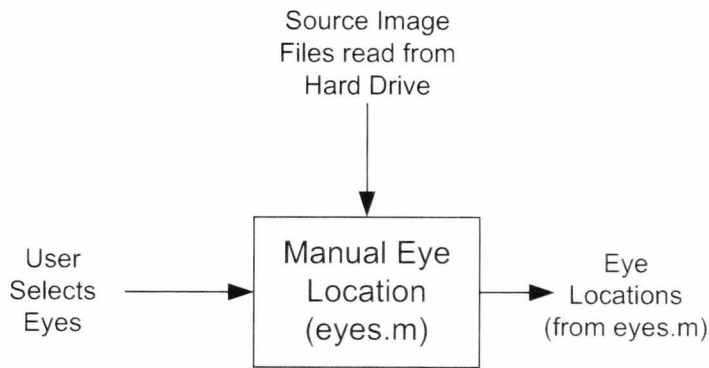 Source Image
Files read from
Hard Drive
User
Selects
Eyes
Manual Eye
Location
(eyes.m)
Eye
Locations
(from eyes.m)